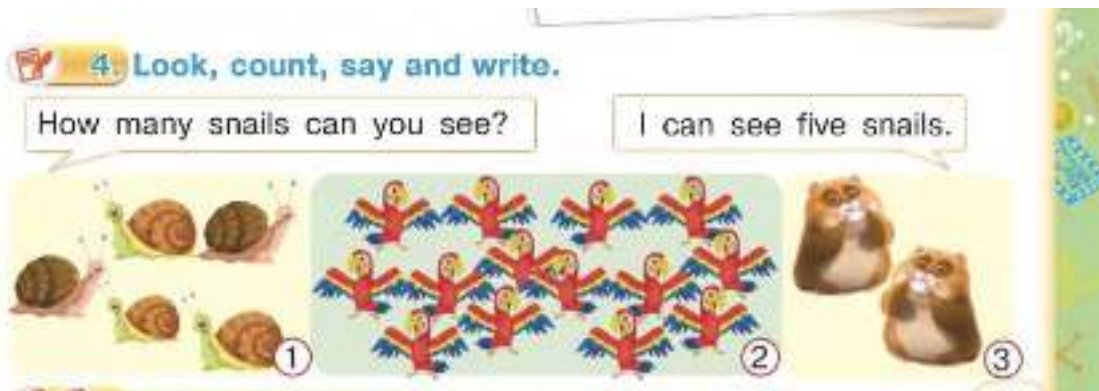 4. Look, count, say and write.
How many snails can you see?
I can see five snails.
1
2
3